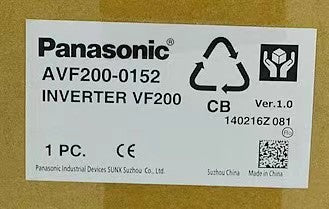 Panasonic®
AVF200-0152
INVERTER VF200
CB
Ver.1.0
140216Z 081
1 PC. CE
Panasonic Industrial Devices SUNX Suzhou Co., Ltd.
Suzhou China
Made in China